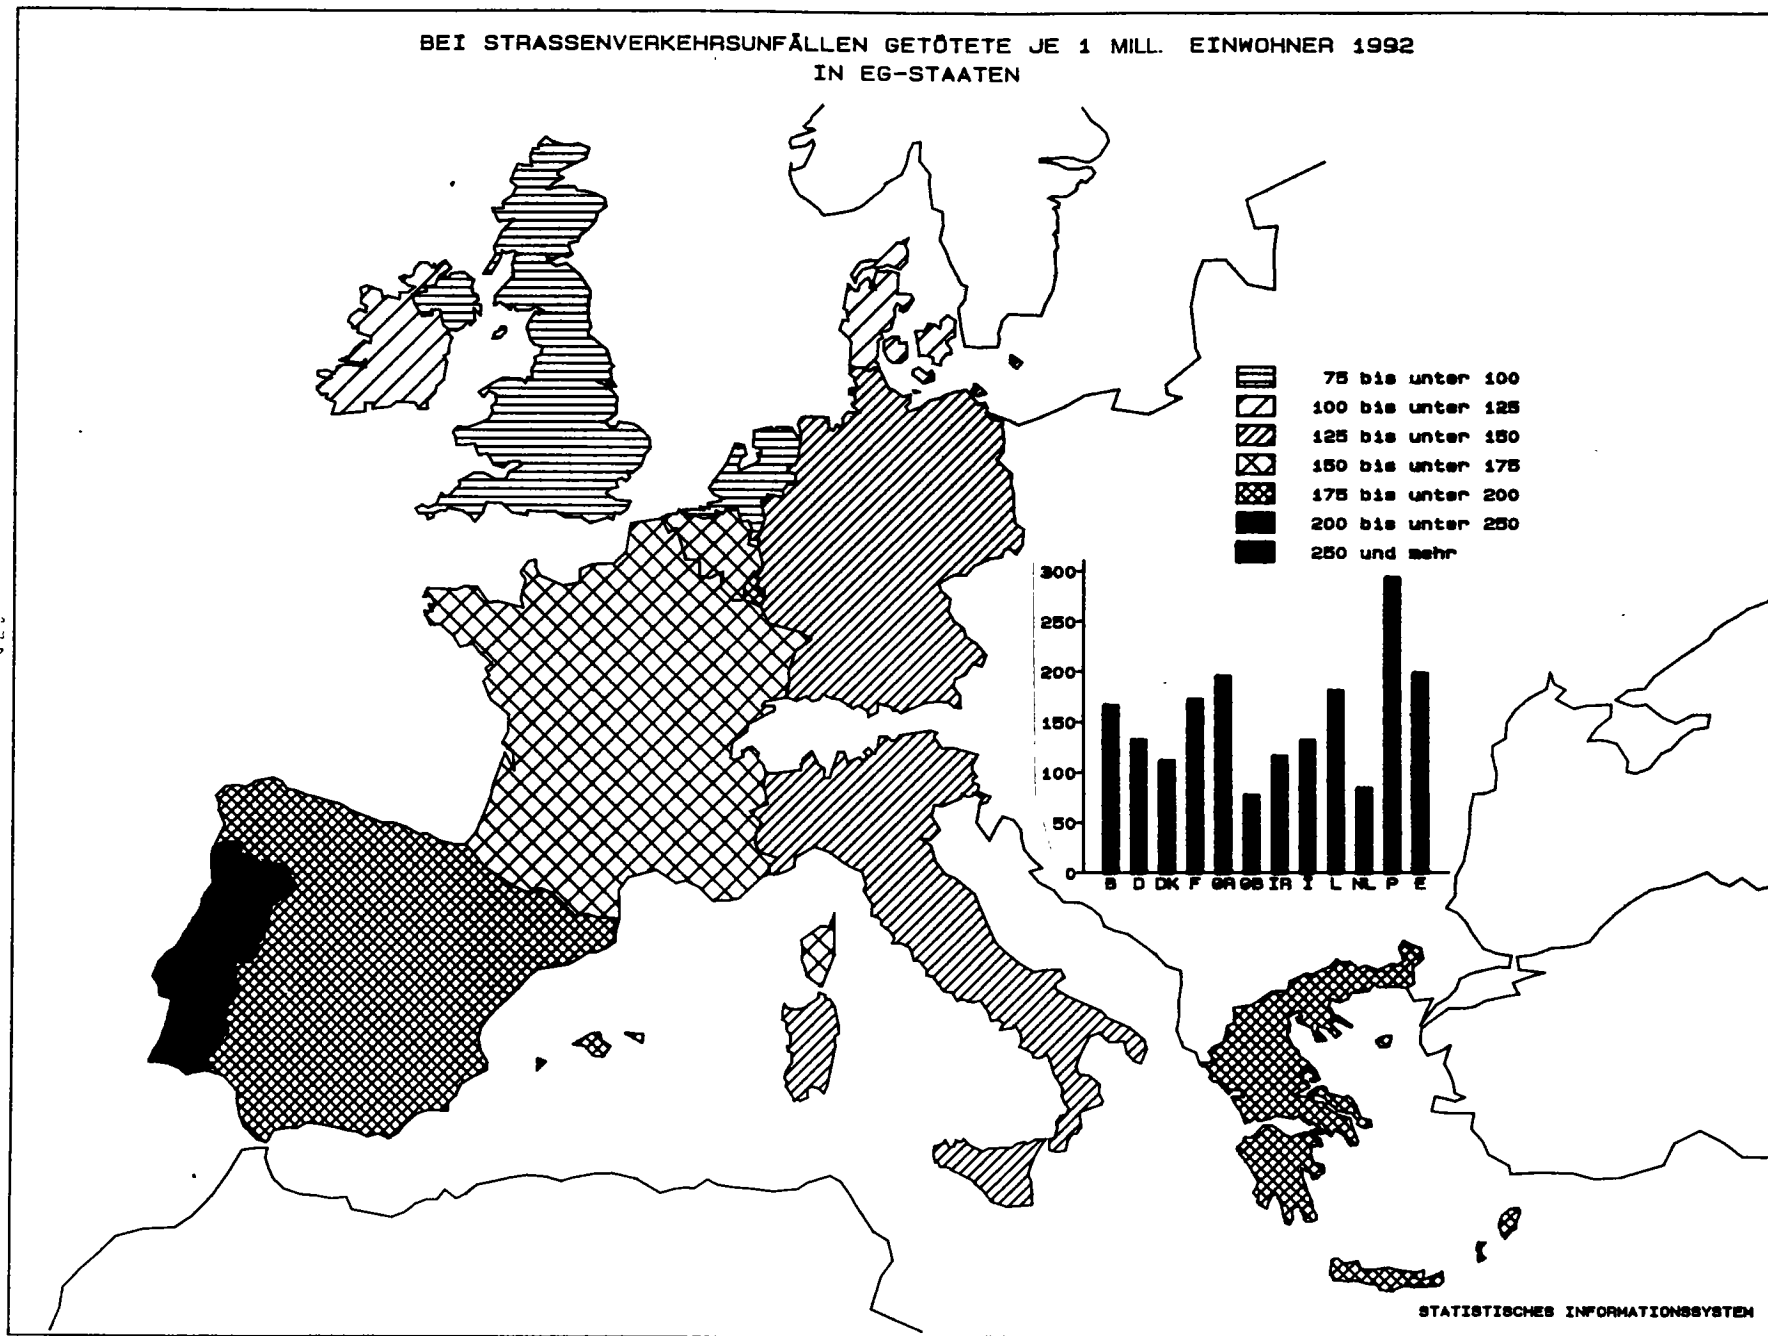 BEI STRASSENVERKEHRSUNFÄLLEN GETÖTETE JE 1 MILL. EINWOHNER 1992
IN EG-STAATEN
75 bis unter 100
100 bis unter 125
125 bis unter 150
150 bis unter 175
175 bis unter 200
200 bis unter 250
250 und mehr
300
250
200
150
100
50
0
B D DK F GR GB IR I L NL P E
STATISTISCHES INFORMATIONSSYSTEM